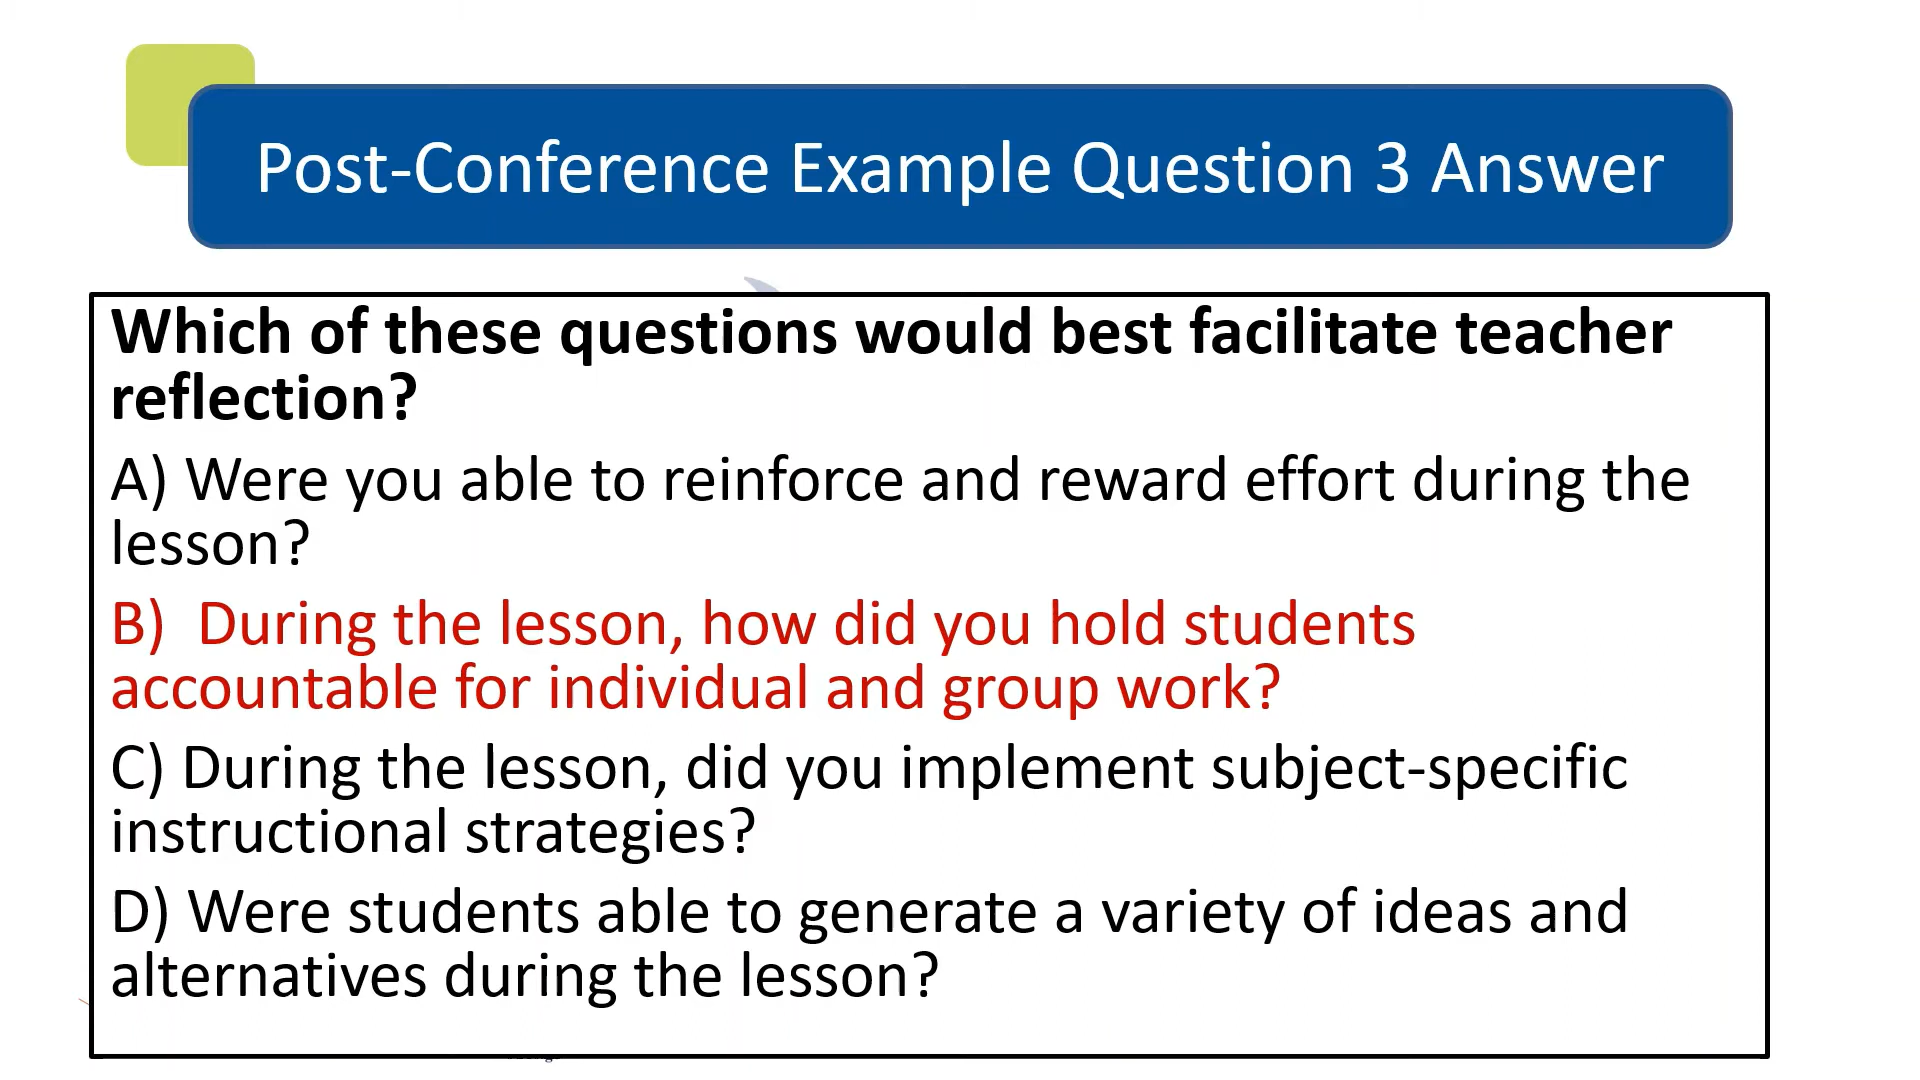 Post-Conference Example Question 3 Answer
Which of these questions would best facilitate teacher
reflection?
A) Were you able to reinforce and reward effort during the
lesson?
B)  During the lesson, how did you hold students
accountable for individual and group work?
C) During the lesson, did you implement subject-specific
instructional strategies?
D) Were students able to generate a variety of ideas and
alternatives during the lesson?